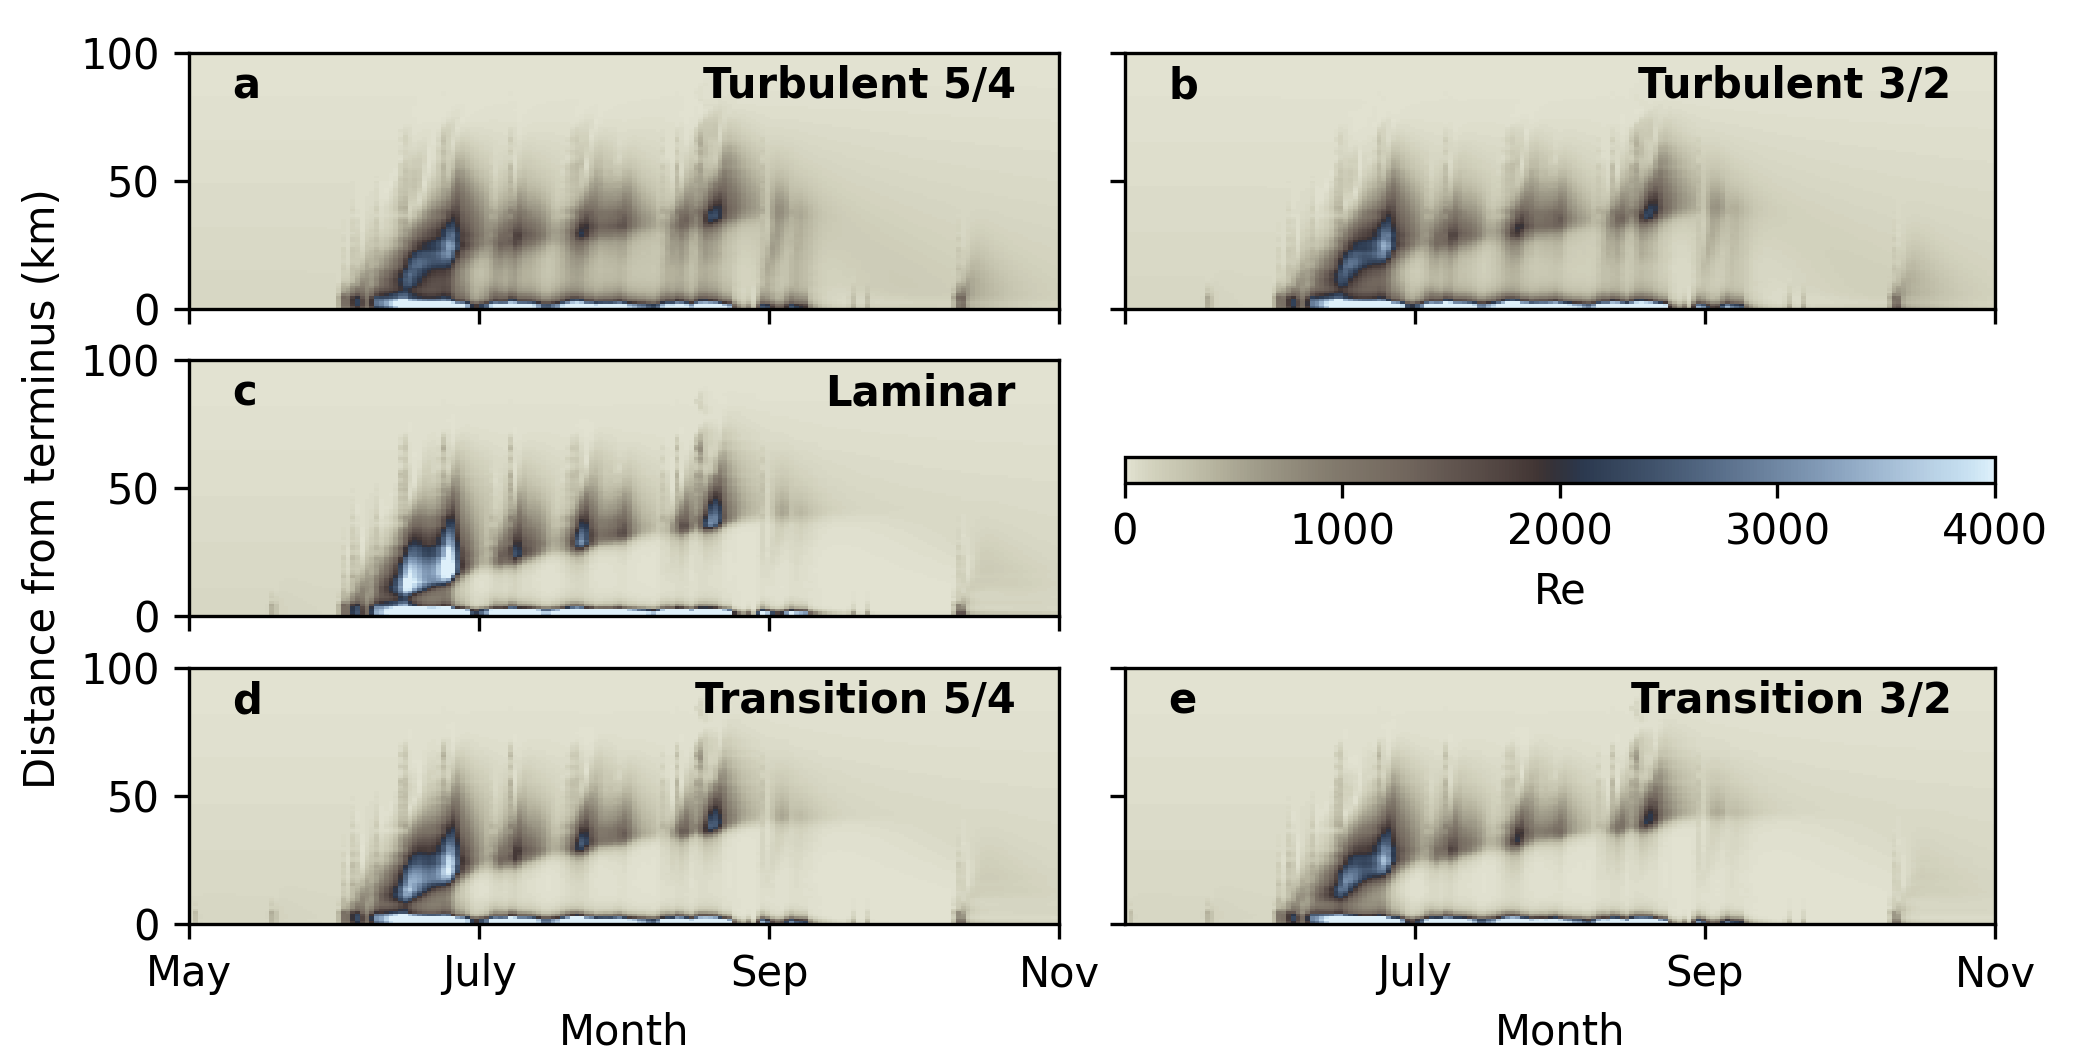 Distance from terminus (km)
100
50
0
a
Turbulent 5/4
b
Turbulent 3/2
100
50
0
c
Laminar
0
1000
2000
3000
4000
Re
100
50
0
d
Transition 5/4
e
Transition 3/2
May
July
Sep
Nov
July
Sep
Nov
Month
Month